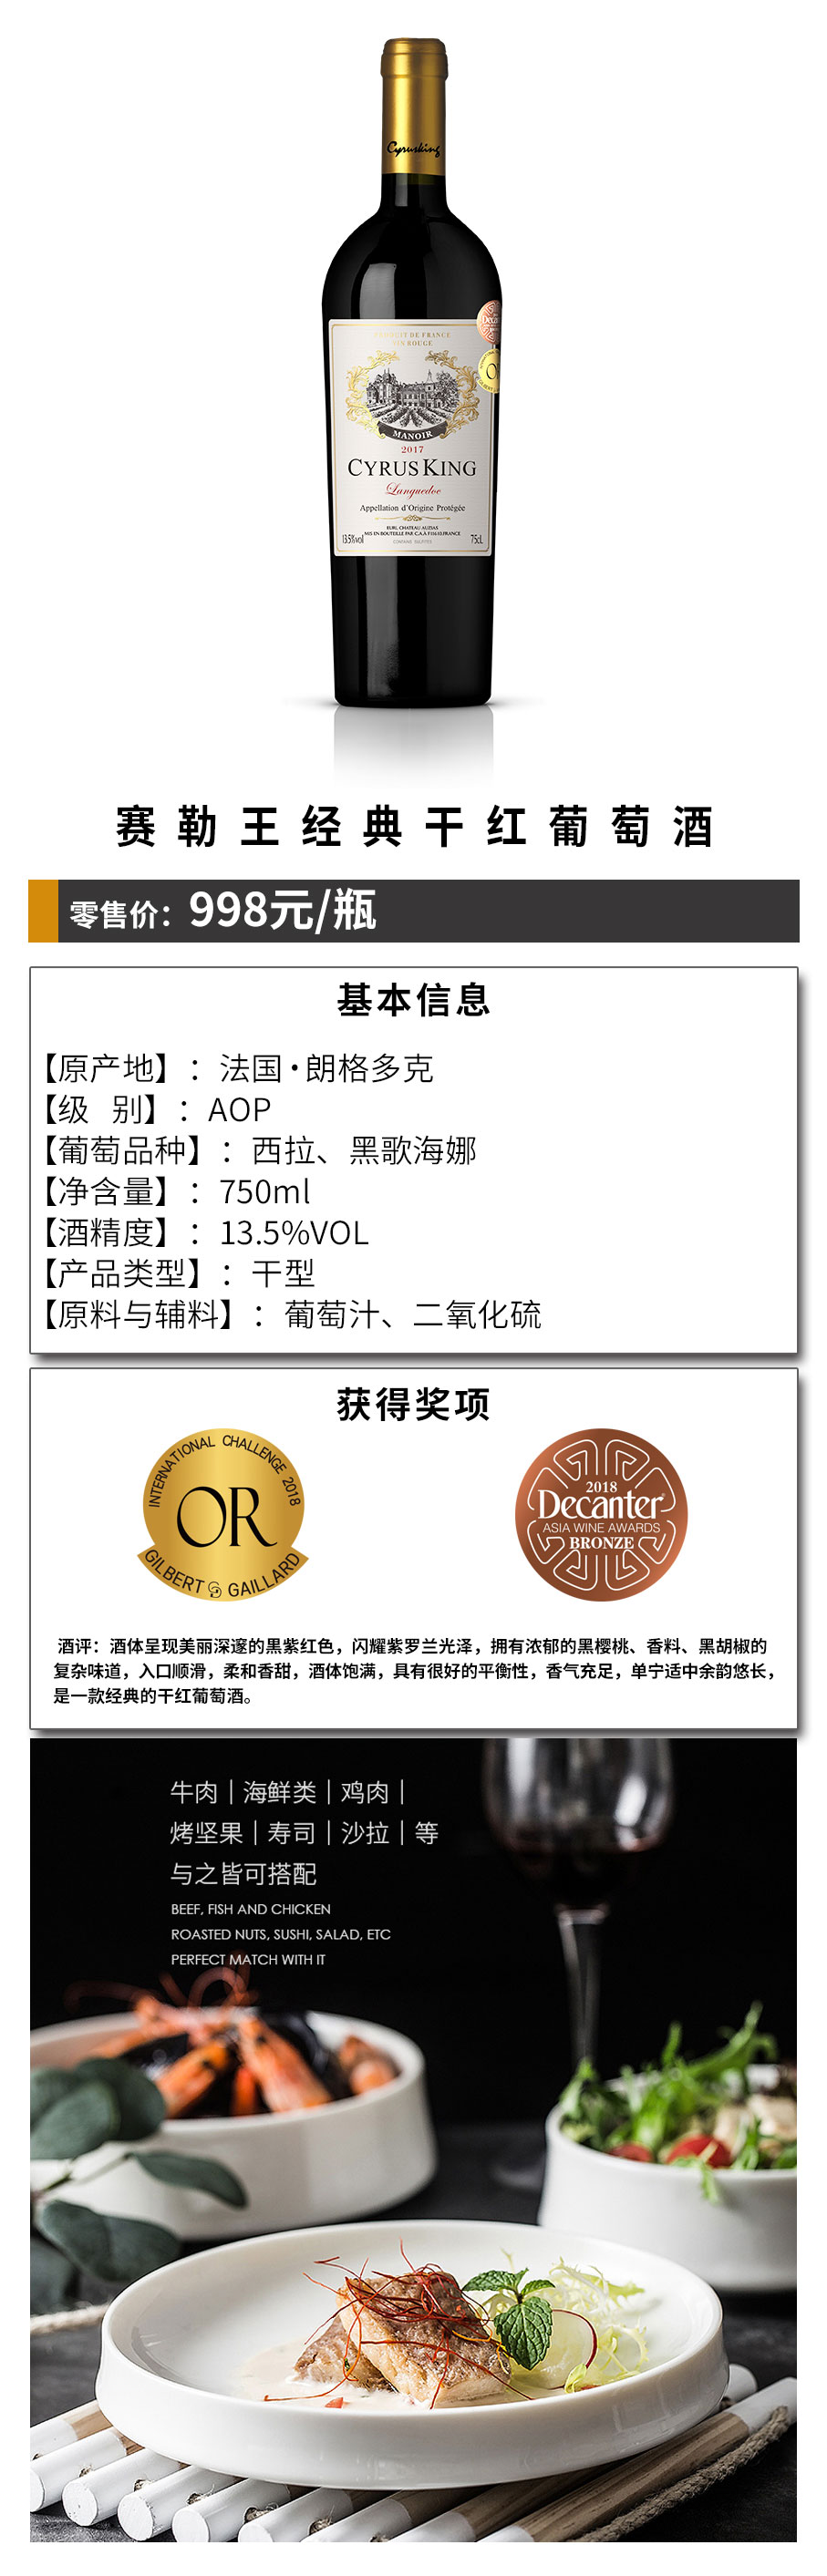 Cyrusking
PRODUIT DE FRANCE
VIN ROUGE
MANOIR
2017
CYRUS KING
Languedoc
Appellation d'Origine Protégée
EURL CHATEAU AUZIAS
13.5%vol
75cL
CONTAINS SULFITES
赛勒王经典干红葡萄酒
零售价：998元/瓶
基本信息
【原产地】：法国·朗格多克
【级 别】：AOP
【葡萄品种】：西拉、黑歌海娜
【净含量】：750ml
【酒精度】：13.5%VOL
【产品类型】：干型
【原料与辅料】：葡萄汁、二氧化硫
获得奖项
INTERNATIONAL CHALLENGE 2018
OR
GILBERT & GAILLARD
2018
Decanter
ASIA WINE AWARDS
BRONZE
酒评：酒体呈现美丽深邃的黑紫红色，闪耀紫罗兰光泽，拥有浓郁的黑樱桃、香料、黑胡椒的
复杂味道，入口顺滑，柔和香甜，酒体饱满，具有很好的平衡性，香气充足，单宁适中余韵悠长，
是一款经典的干红葡萄酒。
牛肉｜海鲜类｜鸡肉｜
烤坚果｜寿司｜沙拉｜等
与之皆可搭配
BEEF, FISH AND CHICKEN
ROASTED NUTS, SUSHI, SALAD, ETC
PERFECT MATCH WITH IT